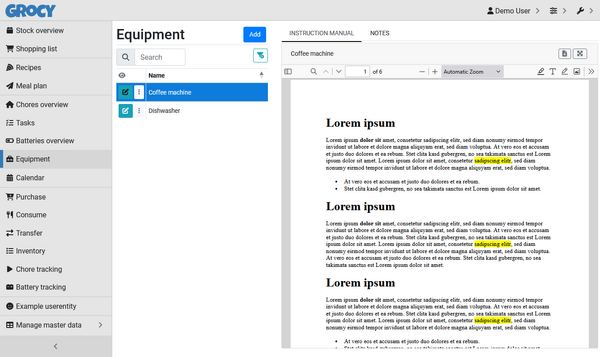 GROCY
Demo User
Stock overview
Shopping list
Recipes
Meal plan
Chores overview
Tasks
Batteries overview
Equipment
Calendar
Purchase
Consume
Transfer
Inventory
Chore tracking
Battery tracking
Example userentity
Manage master data
Equipment
Add
Search
Name
Coffee machine
Dishwasher
INSTRUCTION MANUAL
NOTES
Coffee machine
1 of 6
Automatic Zoom
Lorem ipsum
Lorem ipsum dolor sit amet, consetetur sadipscing elitr, sed diam nonumy eirmod tempor
invidunt ut labore et dolore magna aliquyam erat, sed diam voluptua. At vero eos et accusam
et justo duo dolores et ea rebum. Stet clita kasd gubergren, no sea takimata sanctus est Lorem
ipsum dolor sit amet. Lorem ipsum dolor sit amet, consetetur sadipscing elitr, sed diam
nonumy eirmod tempor invidunt ut labore et dolore magna aliquyam erat, sed diam voluptua.
At vero eos et accusam et justo duo dolores et ea rebum.
Stet clita kasd gubergren, no sea takimata sanctus est Lorem ipsum dolor sit amet.
Lorem ipsum
Lorem ipsum dolor sit amet, consetetur sadipscing elitr, sed diam nonumy eirmod tempor
invidunt ut labore et dolore magna aliquyam erat, sed diam voluptua. At vero eos et accusam
et justo duo dolores et ea rebum. Stet clita kasd gubergren, no sea takimata sanctus est Lorem
ipsum dolor sit amet. Lorem ipsum dolor sit amet, consetetur sadipscing elitr, sed diam
nonumy eirmod tempor invidunt ut labore et dolore magna aliquyam erat, sed diam voluptua.
At vero eos et accusam et justo duo dolores et ea rebum. Stet clita kasd gubergren, no sea
takimata sanctus est Lorem ipsum dolor sit amet.
Lorem ipsum
Lorem ipsum dolor sit amet, consetetur sadipscing elitr, sed diam nonumy eirmod tempor
invidunt ut labore et dolore magna aliquyam erat, sed diam voluptua. At vero eos et accusam
et justo duo dolores et ea rebum. Stet clita kasd gubergren, no sea takimata sanctus est Lorem
ipsum dolor sit amet. Lorem ipsum dolor sit amet, consetetur sadipscing elitr, sed diam
nonumy eirmod tempor invidunt ut labore et dolore magna aliquyam erat, sed diam voluptua.